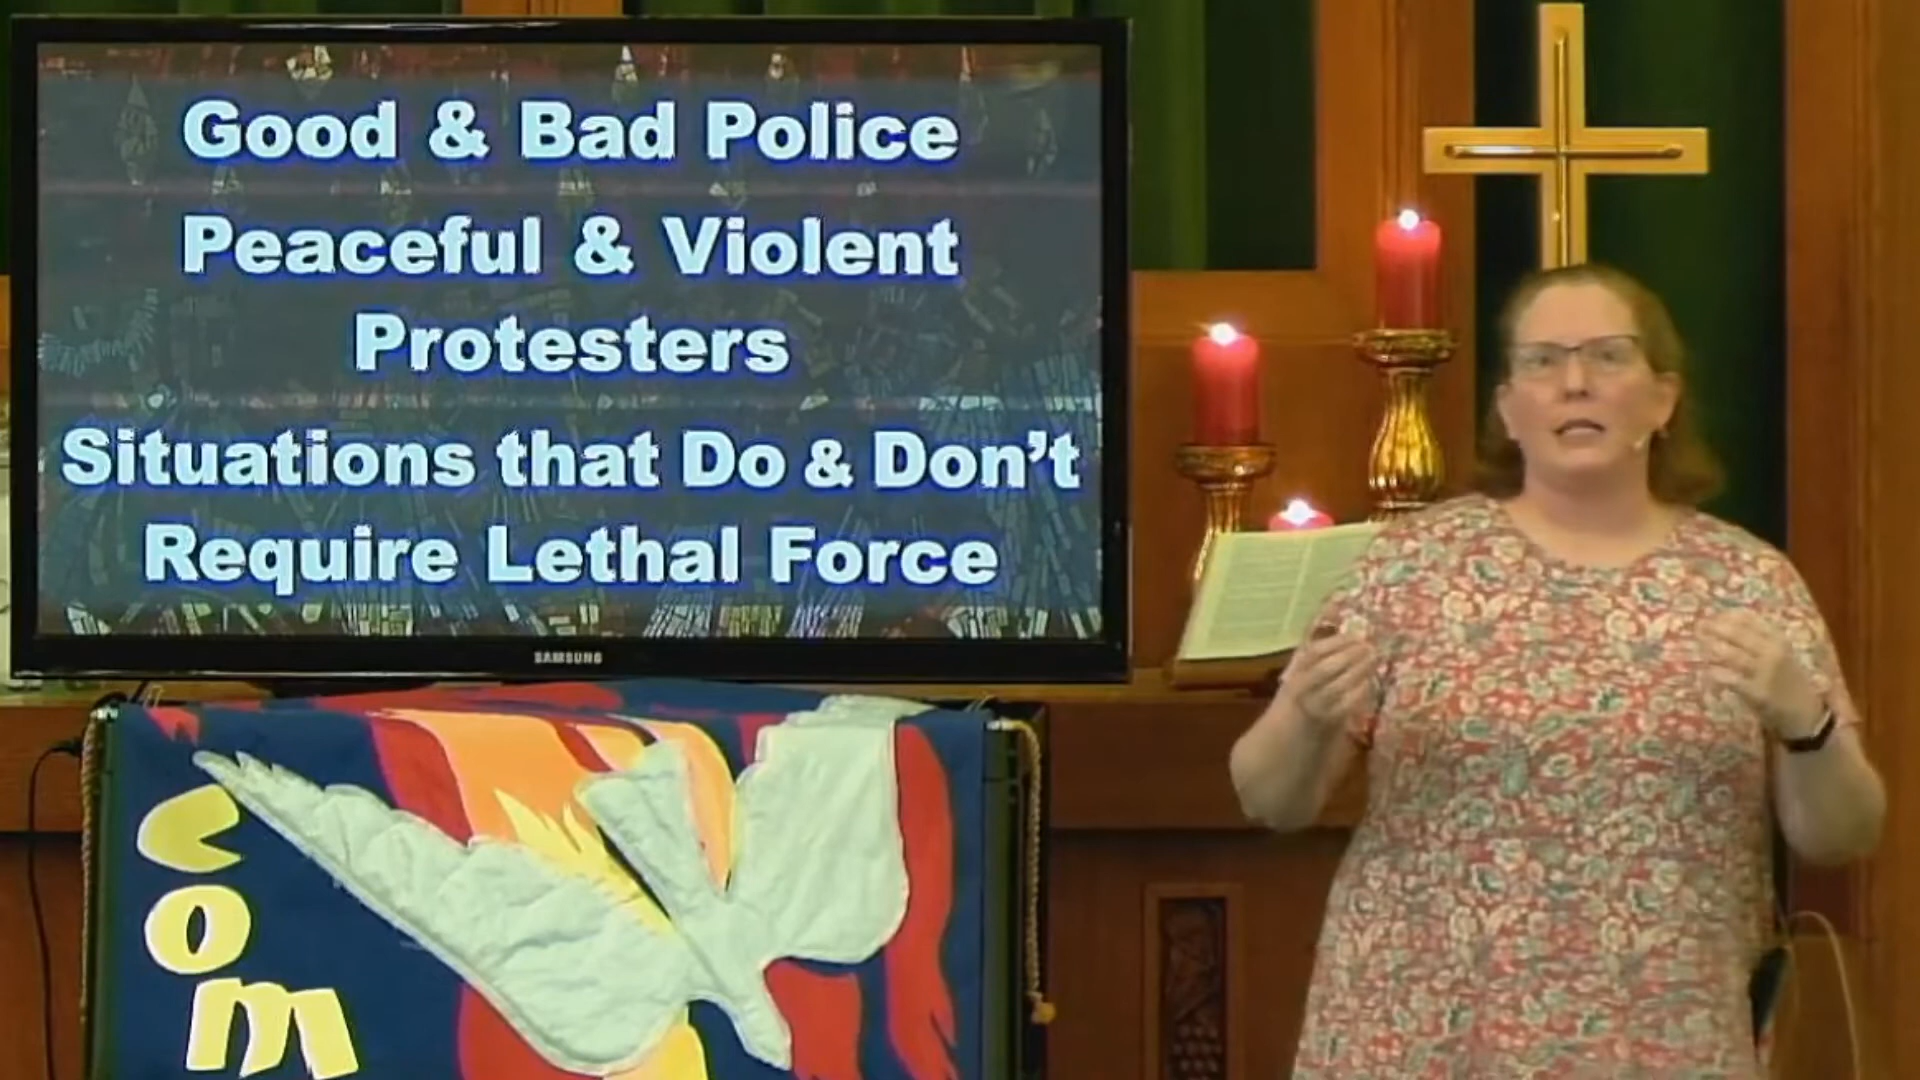 Good & Bad Police
Peaceful & Violent
Protesters
Situations that Do & Don't
Require Lethal Force
SAMSUNG
Com